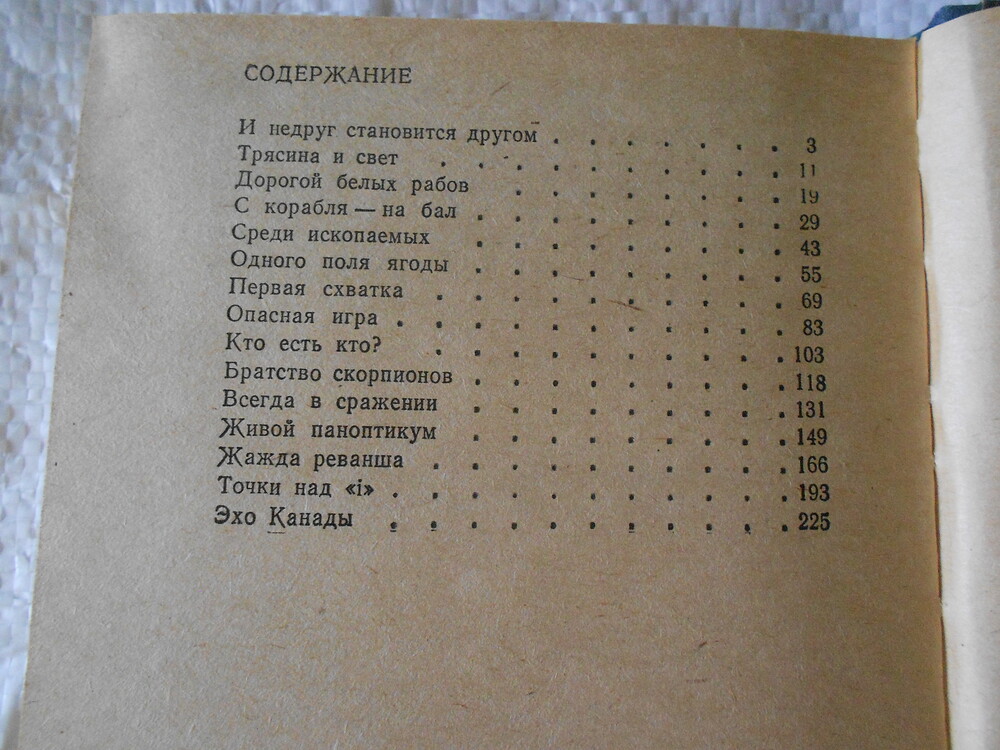 СОДЕРЖАНИЕ
И недруг становится другом . . . . . . . 3
Трясина и свет . . . . . . . . . . 11
Дорогой белых рабов . . . . . . . . 19
С корабля — на бал . . . . . . . . . 29
Среди ископаемых . . . . . . . . . 43
Одного поля ягоды . . . . . . . . . 55
Первая схватка . . . . . . . . . . 69
Опасная игра . . . . . . . . . . . 83
Кто есть кто? . . . . . . . . . . 103
Братство скорпионов . . . . . . . . . 118
Всегда в сражении . . . . . . . . . 131
Живой паноптикум . . . . . . . . . 149
Жажда реванша . . . . . . . . . . 166
Точки над «i» . . . . . . . . . . . 193
Эхо Канады . . . . . . . . . . . 225